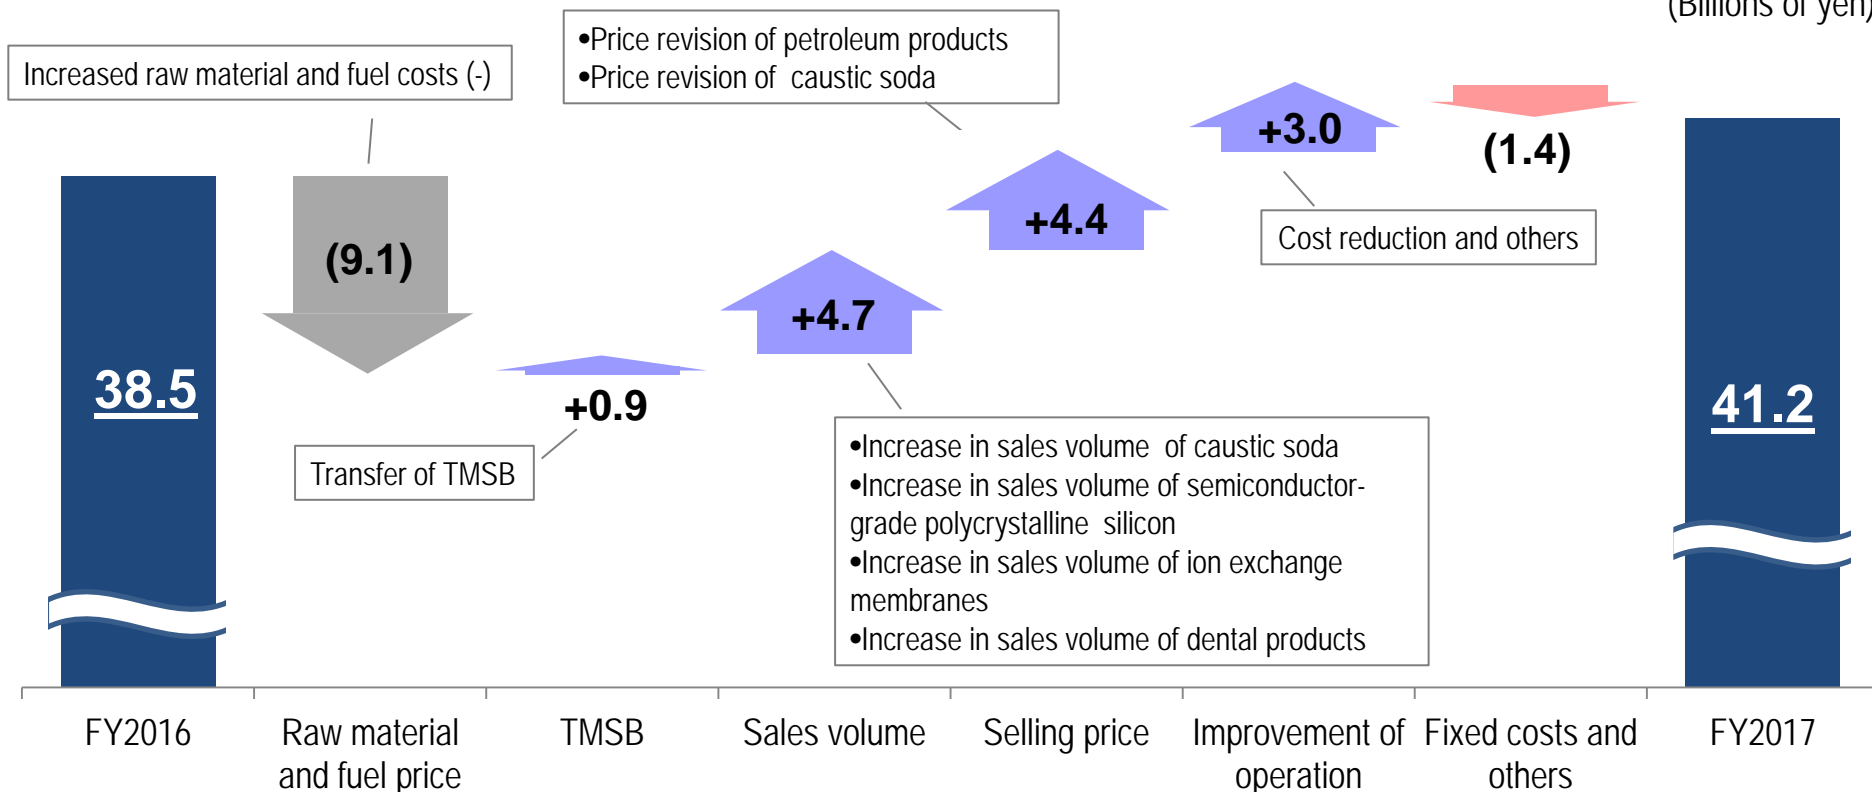 (Billions of yen)
Increased raw material and fuel costs (-)
•Price revision of petroleum products
•Price revision of caustic soda
+3.0
(1.4)
+4.4
Cost reduction and others
(9.1)
+4.7
38.5
+0.9
41.2
Transfer of TMSB
•Increase in sales volume of caustic soda
•Increase in sales volume of semiconductor-
grade polycrystalline silicon
•Increase in sales volume of ion exchange
membranes
•Increase in sales volume of dental products
FY2016
Raw material
and fuel price
TMSB
Sales volume
Selling price
Improvement of
operation
Fixed costs and
others
FY2017